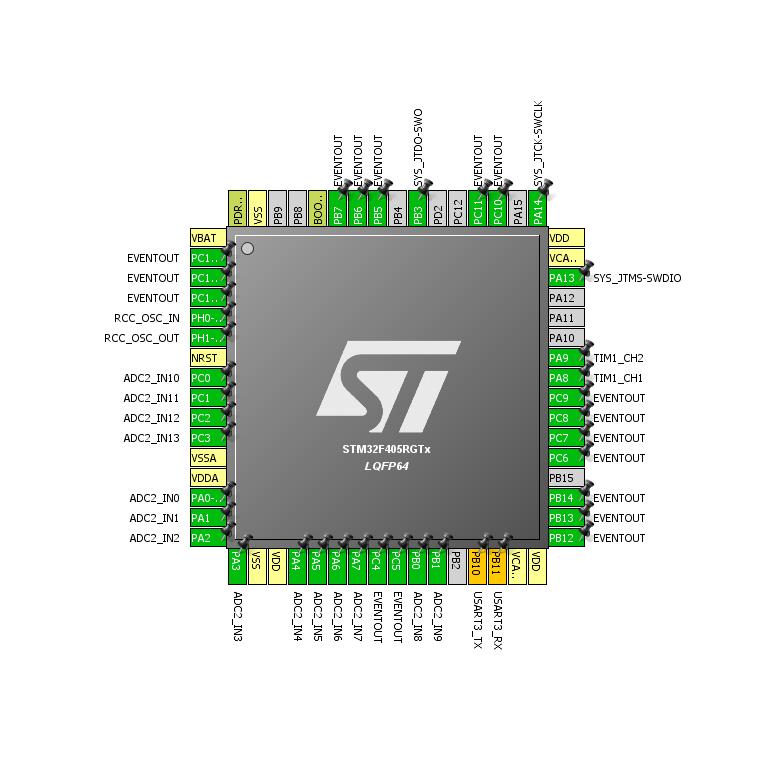 EVENTOUT
EVENTOUT
EVENTOUT
SYS_JTDO-SWO
EVENTOUT
EVENTOUT
SYS_JTCK-SWCLK
PDR..
VSS
PB9
PB8
BOO..
PB7
PB6
PB5
PB4
PB3
PD2
PC12
PC11
PC10
PA15
PA14
VBAT
EVENTOUT PC1..
EVENTOUT PC1..
EVENTOUT PC1..
RCC_OSC_IN PH0-..
RCC_OSC_OUT PH1-..
NRST
ADC2_IN10 PC0
ADC2_IN11 PC1
ADC2_IN12 PC2
ADC2_IN13 PC3
VSSA
VDDA
ADC2_IN0 PA0-..
ADC2_IN1 PA1
ADC2_IN2 PA2
ST
STM32F405RGTx
LQFP64
VDD
VCA..
PA13 SYS_JTMS-SWDIO
PA12
PA11
PA10
PA9 TIM1_CH2
PA8 TIM1_CH1
PC9 EVENTOUT
PC8 EVENTOUT
PC7 EVENTOUT
PC6 EVENTOUT
PB15
PB14 EVENTOUT
PB13 EVENTOUT
PB12 EVENTOUT
PA3
VSS
VDD
PA4
PA5
PA6
PA7
PC4
PC5
PB0
PB1
PB2
PB10
PB11
VCA..
VDD
ADC2_IN3
ADC2_IN4
ADC2_IN5
ADC2_IN6
ADC2_IN7
EVENTOUT
EVENTOUT
ADC2_IN8
ADC2_IN9
USART3_TX
USART3_RX